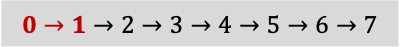 0 → 1 → 2 → 3 → 4 → 5 → 6 → 7